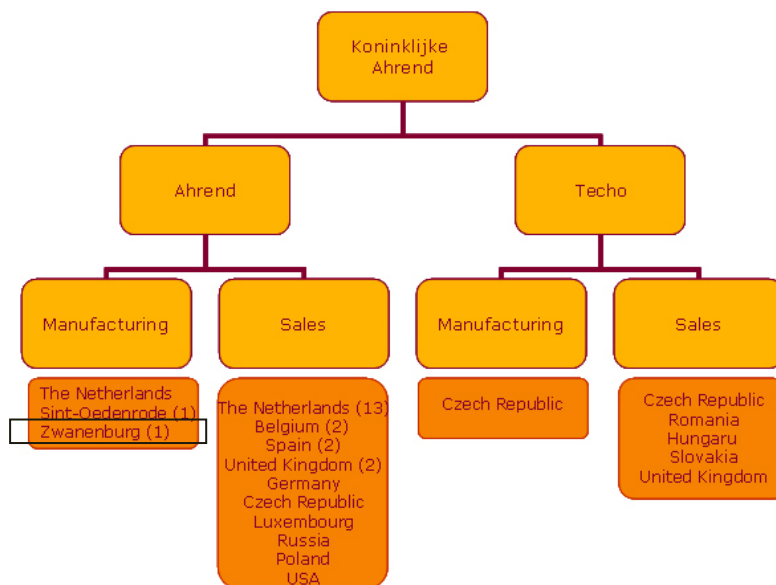 Koninklijke
Ahrend
Ahrend
Techo
Manufacturing
Sales
Manufacturing
Sales
The Netherlands
Sint-Oedenrode (1)
Zwanenburg (1)
The Netherlands (13)
Belgium (2)
Spain (2)
United Kingdom (2)
Germany
Czech Republic
Luxembourg
Russia
Poland
USA
Czech Republic
Czech Republic
Romania
Hungaru
Slovakia
United Kingdom